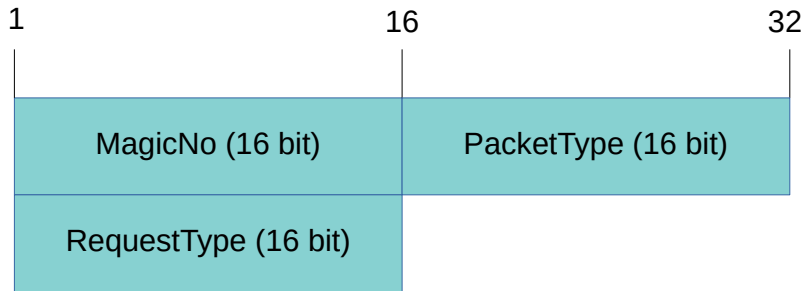 1 16 32
MagicNo (16 bit) PacketType (16 bit)
RequestType (16 bit)